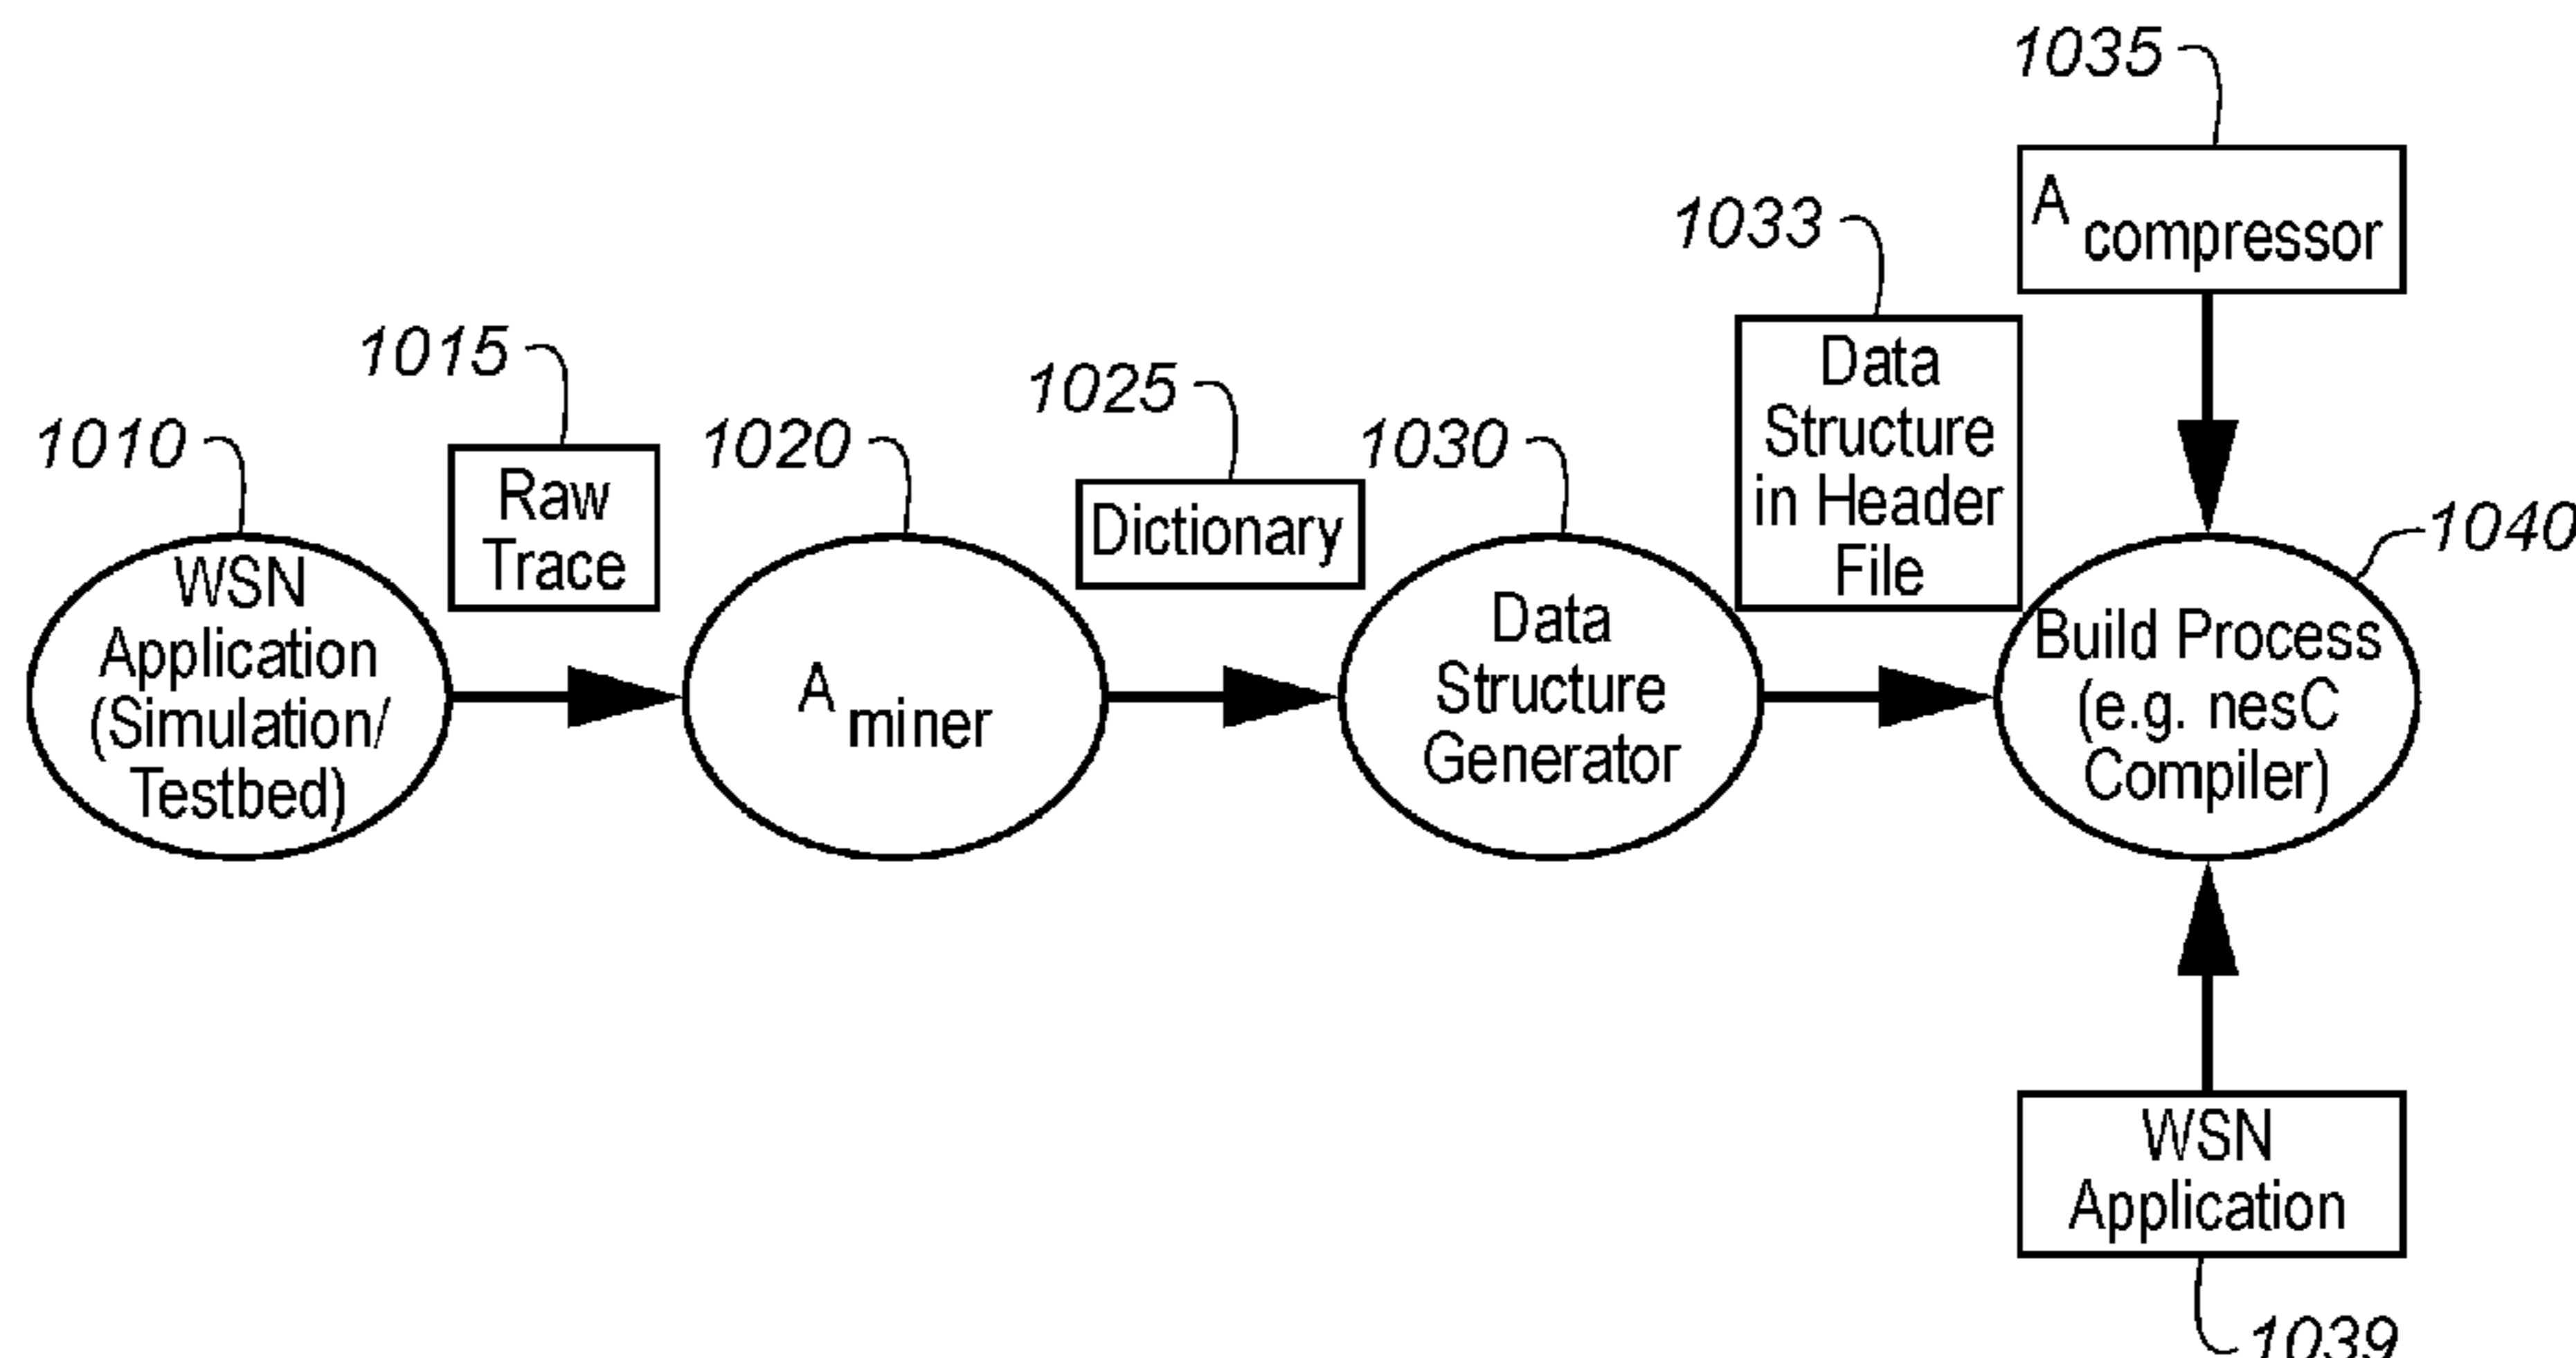 1035
A compressor
1033
Data
Structure
in Header
File
1015
Raw
Trace
1025
Dictionary
1010
WSN
Application
(Simulation/
Testbed)
1020
A miner
1030
Data
Structure
Generator
1040
Build Process
(e.g. nesC
Compiler)
WSN
Application
1039